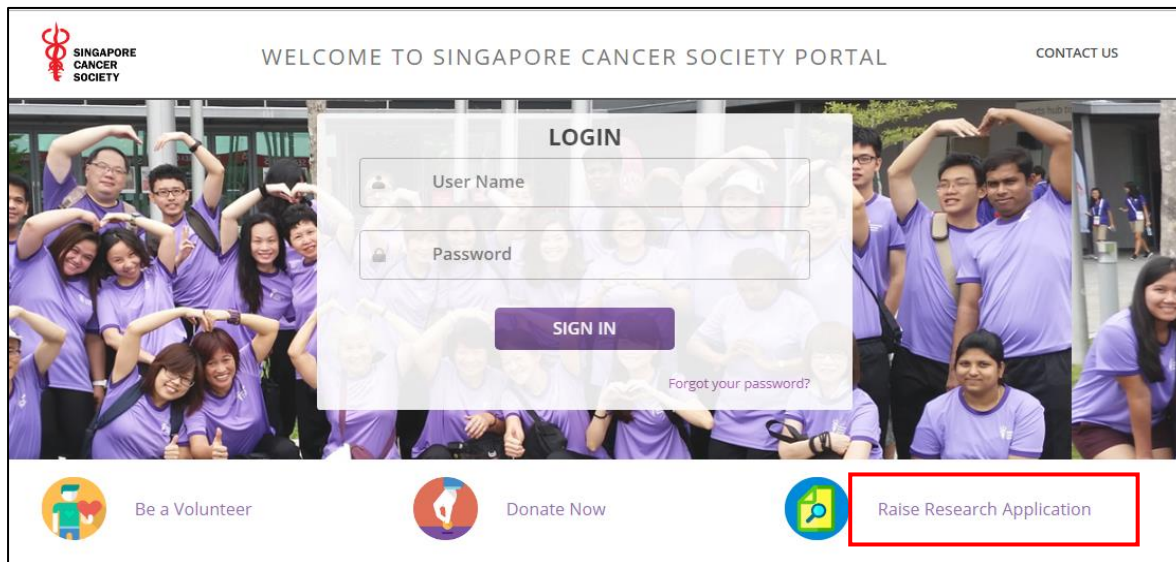 SINGAPORE
CANCER
SOCIETY
WELCOME TO SINGAPORE CANCER SOCIETY PORTAL
CONTACT US
LOGIN
User Name
Password
SIGN IN
Forgot your password?
Be a Volunteer
Donate Now
Raise Research Application